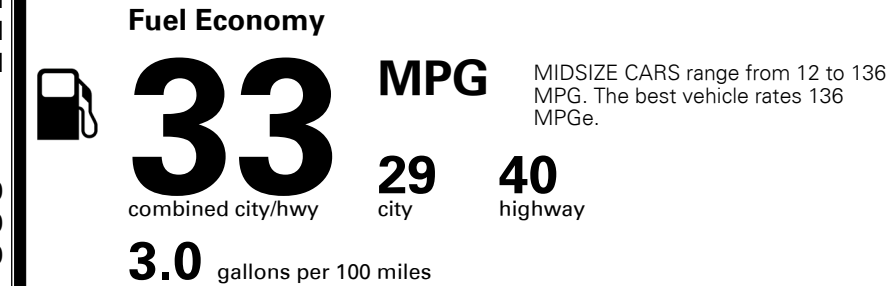 Fuel Economy
33 MPG
MIDSIZE CARS range from 12 to 136
MPG. The best vehicle rates 136
MPGe.
combined city/hwy
29
city
40
highway
3.0 gallons per 100 miles